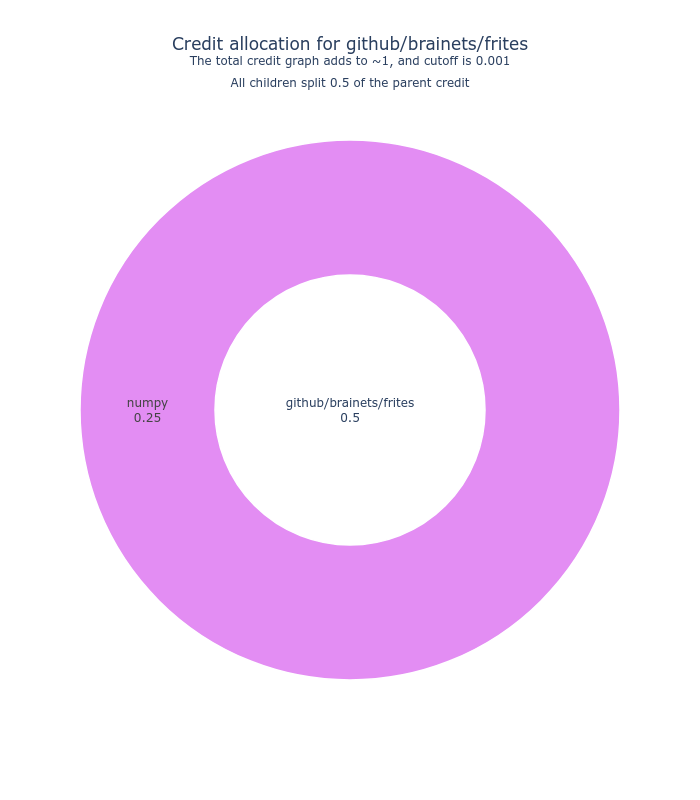 Credit allocation for github/brainets/frites
The total credit graph adds to ~1, and cutoff is 0.001
All children split 0.5 of the parent credit
numpy
0.25
github/brainets/frites
0.5